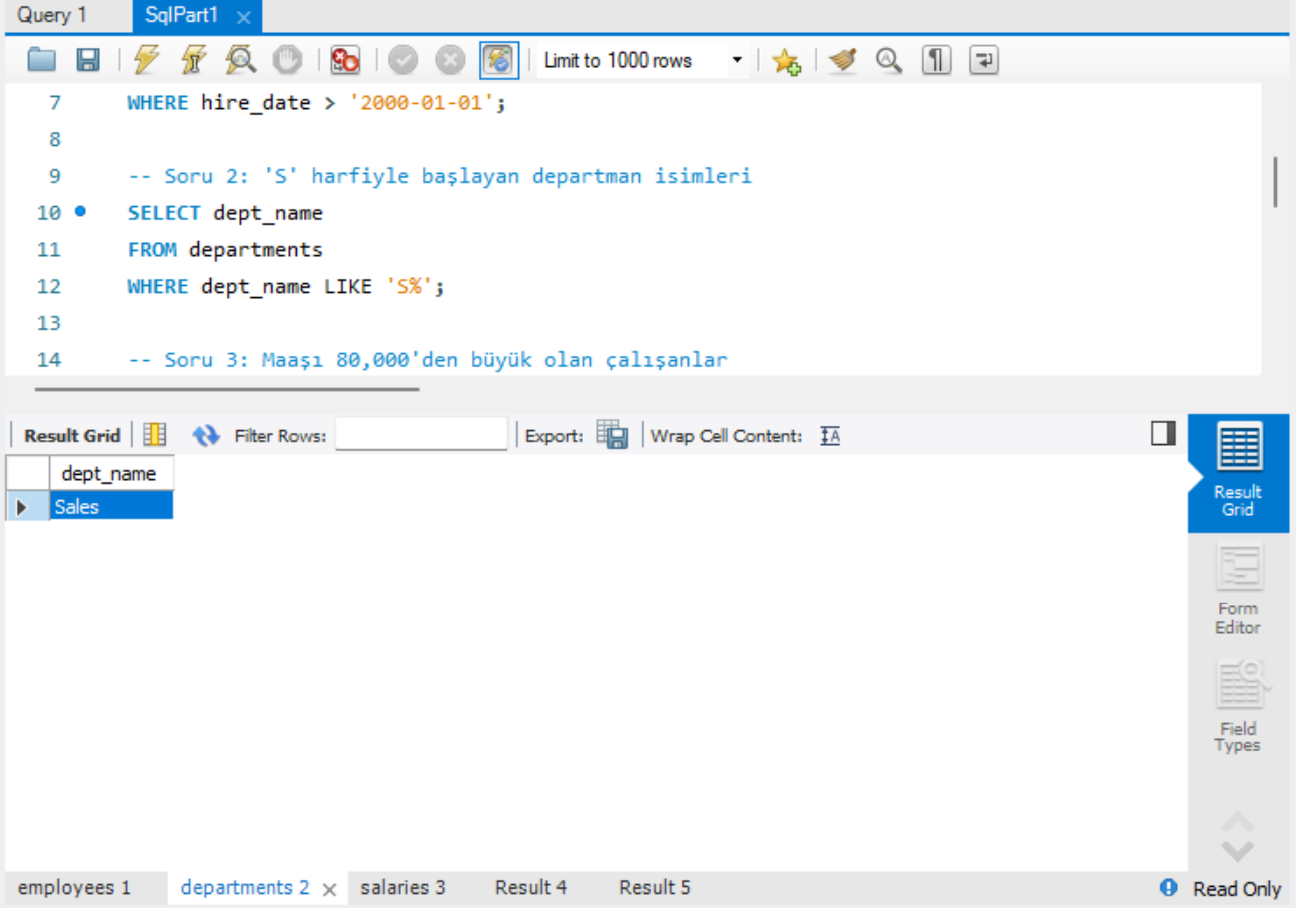 Query 1 SqlPart1
Limit to 1000 rows
7 WHERE hire_date > '2000-01-01';
8
9 -- Soru 2: 'S' harfiyle başlayan departman isimleri
10 SELECT dept_name
11 FROM departments
12 WHERE dept_name LIKE 'S%';
13
14 -- Soru 3: Maaşı 80,000'den büyük olan çalışanlar
Result Grid Filter Rows: Export: Wrap Cell Content: IA
dept_name
Sales
Result
Grid
Form
Editor
Field
Types
employees 1 departments 2 salaries 3 Result 4 Result 5 Read Only